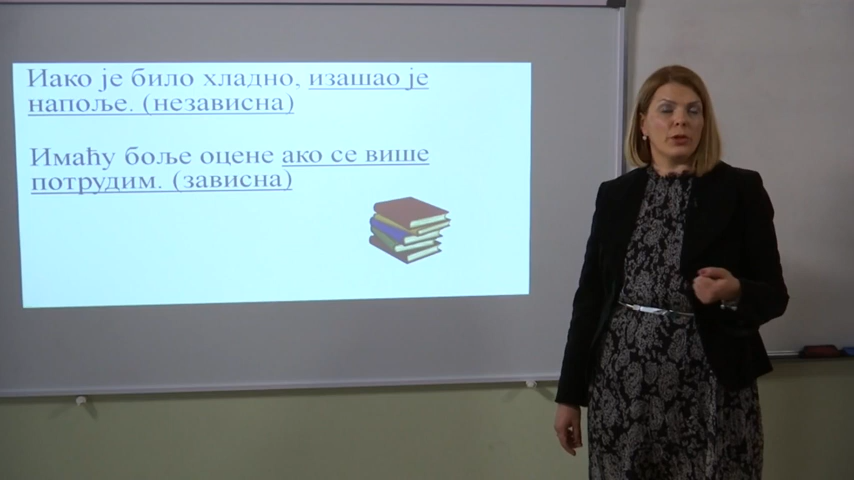 Иако је било хладно, изашао је
напоље. (независна)
Имаћу боље оцене ако се више
потрудим. (зависна)